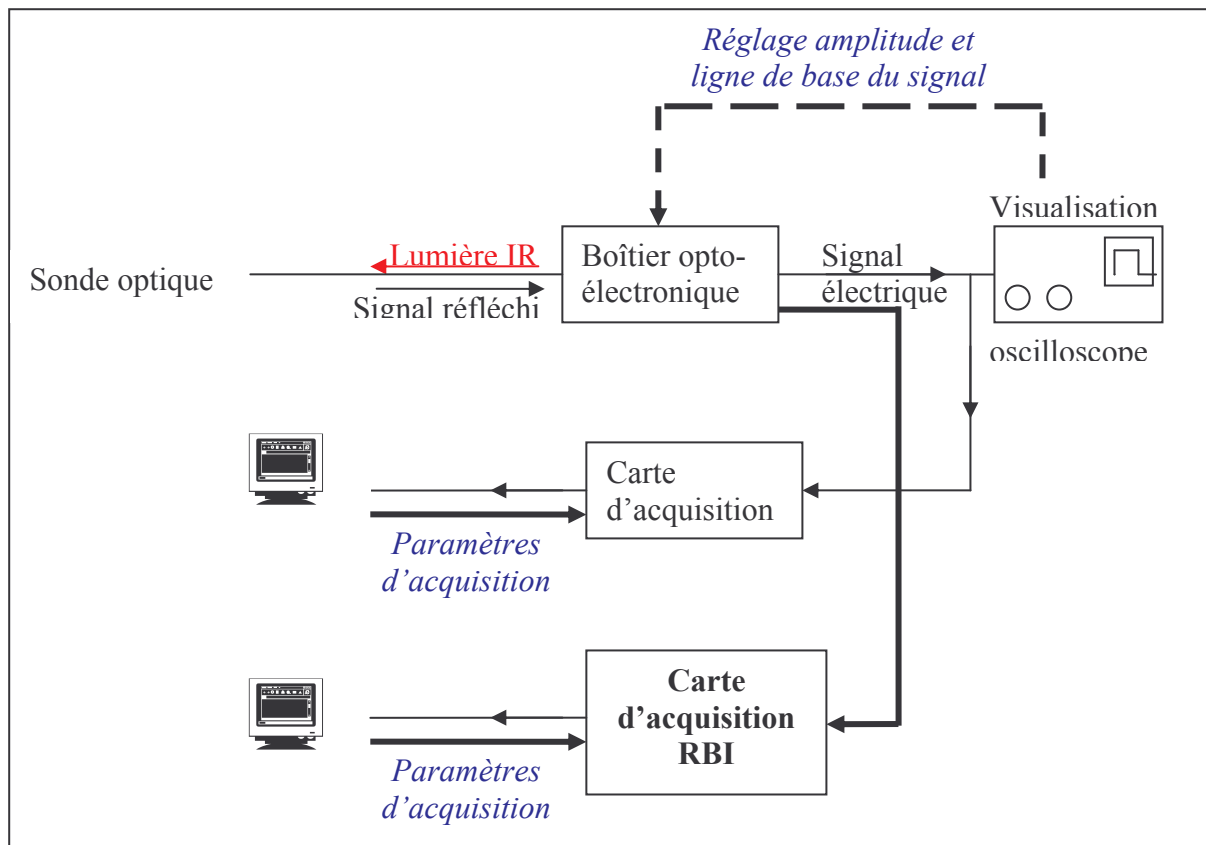 Réglage amplitude et
ligne de base du signal
Visualisation
Lumière IR
Boîtier opto-
électronique
Signal
électrique
Sonde optique
Signal réfléchi
oscilloscope
Carte
d’acquisition
Paramètres
d’acquisition
Carte
d’acquisition
RBI
Paramètres
d’acquisition